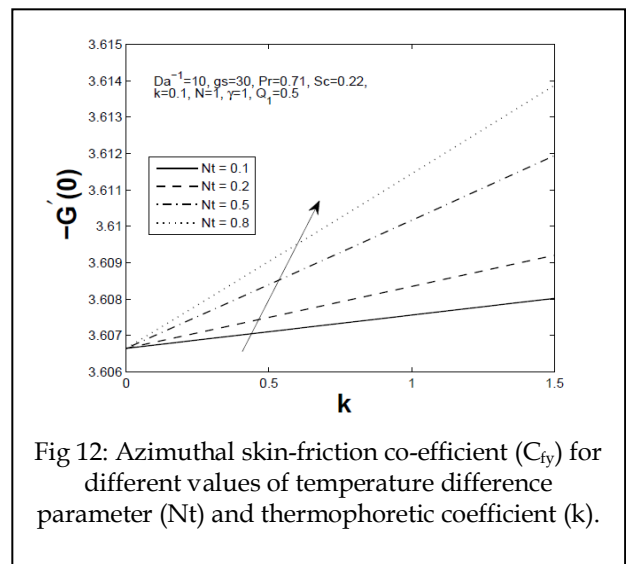 3.615
3.614
3.613
3.612
3.611
3.61
3.609
3.608
3.607
3.606
−G′(0)
Da⁻¹=10, gs=30, Pr=0.71, Sc=0.22,
k=0.1, N=1, γ=1, Q₁=0.5
Nt = 0.1
Nt = 0.2
Nt = 0.5
Nt = 0.8
0 0.5 1 1.5
k
Fig 12: Azimuthal skin-friction co-efficient (Cfy) for
different values of temperature difference
parameter (Nt) and thermophoretic coefficient (k).